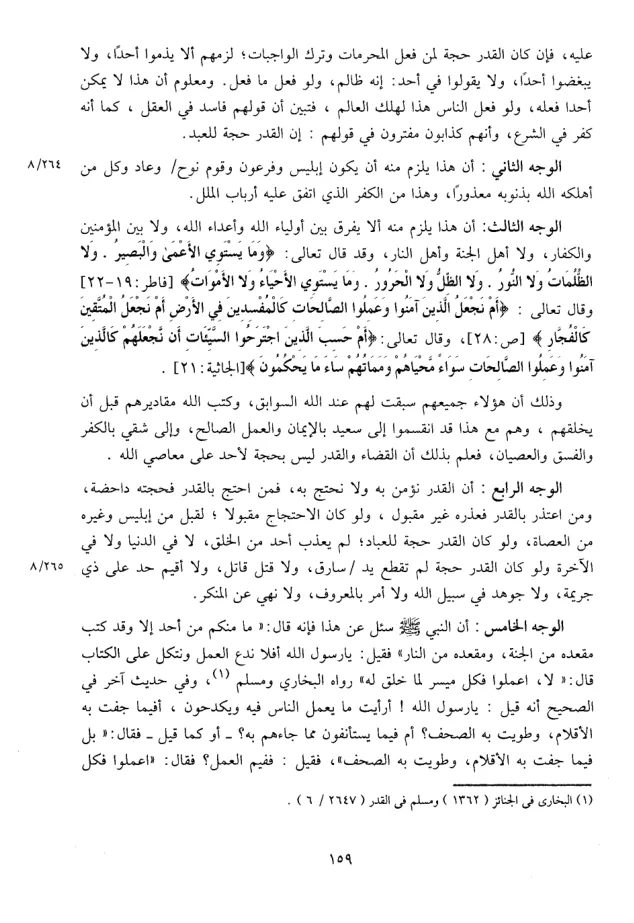 عليه، فإن كان القدر حجة لمن فعل المحرمات وترك الواجبات؛ لزمهم ألا يذموا أحدًا، ولا
يبغضوا أحدًا، ولا يقولوا في أحد: إنه ظالم، ولو فعل ما فعل. ومعلوم أن هذا لا يمكن
أحدا فعله، ولو فعل الناس هذا لهلك العالم ، فتبين أن قولهم فاسد في العقل ، كما أنه
كفر في الشرع، وأنهم كذابون مفترون في قولهم : إن القدر حجة للعبد.
الوجه الثاني : أن هذا يلزم منه أن يكون إبليس وفرعون وقوم نوح/ وعاد وكل من ٨/٢٦٤
أهلكه الله بذنوبه معذورًا، وهذا من الكفر الذي اتفق عليه أرباب الملل.
الوجه الثالث: أن هذا يلزم منه ألا يفرق بين أولياء الله وأعداء الله، ولا بين المؤمنين
والكفار، ولا أهل الجنة وأهل النار، وقد قال تعالى: ﴿وَمَا يَسْتَوِي الأَعْمَىٰ وَالْبَصِيرُ . وَلا
الظُّلُمَاتُ وَلا النُّورُ . وَلا الظِّلُّ وَلا الْحَرُورُ . وَمَا يَسْتَوِي الأَحْيَاءُ وَلا الأَمْوَاتُ﴾ [فاطر:١٩-٢٢]
وقال تعالى : ﴿أَمْ نَجْعَلُ الَّذِينَ آمَنُوا وَعَمِلُوا الصَّالِحَاتِ كَالْمُفْسِدِينَ فِي الأَرْضِ أَمْ نَجْعَلُ الْمُتَّقِينَ
كَالْفُجَّارِ ﴾ [ص:٢٨]، وقال تعالى:﴿أَمْ حَسِبَ الَّذِينَ اجْتَرَحُوا السَّيِّئَاتِ أَن نَّجْعَلَهُمْ كَالَّذِينَ
آمَنُوا وَعَمِلُوا الصَّالِحَاتِ سَوَاءً مَّحْيَاهُمْ وَمَمَاتُهُمْ سَاءَ مَا يَحْكُمُونَ ﴾[الجاثية:٢١] .
وذلك أن هؤلاء جميعهم سبقت لهم عند الله السوابق، وكتب الله مقاديرهم قبل أن
يخلقهم ، وهم مع هذا قد انقسموا إلى سعيد بالإيمان والعمل الصالح، وإلى شقي بالكفر
والفسق والعصيان، فعلم بذلك أن القضاء والقدر ليس بحجة لأحد على معاصي الله .
الوجه الرابع : أن القدر نؤمن به ولا نحتج به، فمن احتج بالقدر فحجته داحضة،
ومن اعتذر بالقدر فعذره غير مقبول ، ولو كان الاحتجاج مقبولا ؛ لقبل من إبليس وغيره
من العصاة، ولو كان القدر حجة للعباد؛ لم يعذب أحد من الخلق، لا في الدنيا ولا في
الآخرة ولو كان القدر حجة لم تقطع يد /سارق، ولا قتل قاتل، ولا أقيم حد على ذي ٨/٢٦٥
جريمة، ولا جوهد في سبيل الله ولا أمر بالمعروف، ولا نهي عن المنكر.
الوجه الخامس : أن النبي ﷺ سئل عن هذا فإنه قال:« ما منكم من أحد إلا وقد كتب
مقعده من الجنة، ومقعده من النار» فقيل: يارسول الله أفلا ندع العمل ونتكل على الكتاب
قال:« لا، اعملوا فكل ميسر لما خلق له» رواه البخاري ومسلم (١)، وفي حديث آخر في
الصحيح أنه قيل : يارسول الله ! أرأيت ما يعمل الناس فيه ويكدحون ، أفيما جفت به
الأقلام، وطويت به الصحف؟ أم فيما يستأنفون مما جاءهم به؟ ـ أو كما قيل ـ فقال:« بل
فيما جفت به الأقلام، وطويت به الصحف»، فقيل : ففيم العمل؟ فقال: «اعملوا فكل
(١) البخارى فى الجنائز ( ١٣٦٢ ) ومسلم فى القدر ( ٢٦٤٧ / ٦ ) .
١٥٩